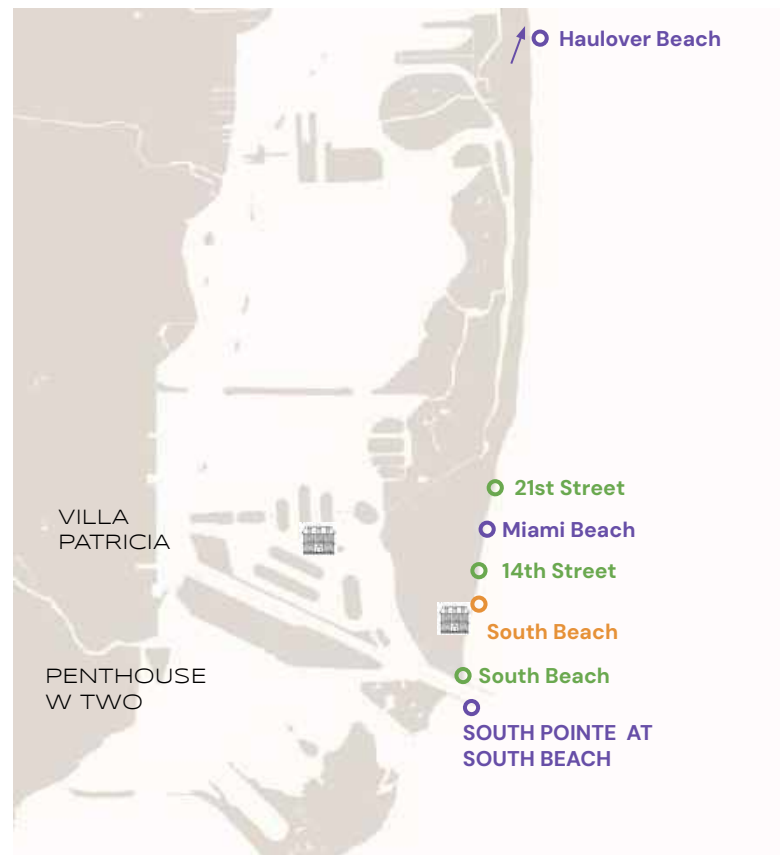 Haulover Beach
21st Street
VILLA
PATRICIA
Miami Beach
14th Street
South Beach
PENTHOUSE
W TWO
South Beach
SOUTH POINTE AT
SOUTH BEACH